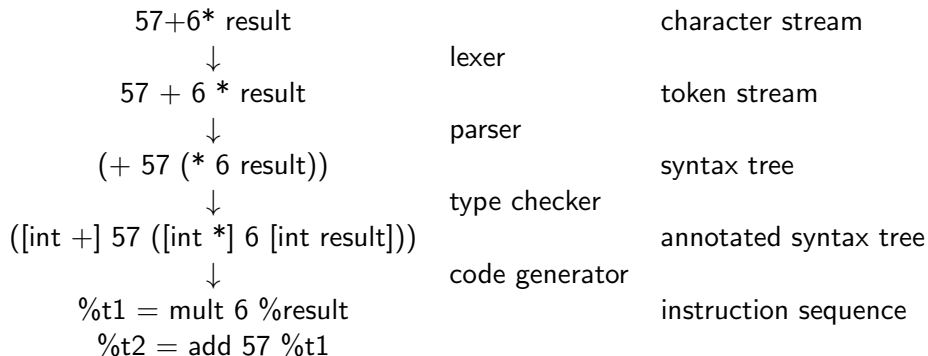 57+6* result character stream
↓ lexer
57 + 6 * result token stream
↓ parser
(+ 57 (* 6 result)) syntax tree
↓ type checker
([int +] 57 ([int *] 6 [int result])) annotated syntax tree
↓ code generator
%t1 = mult 6 %result instruction sequence
%t2 = add 57 %t1